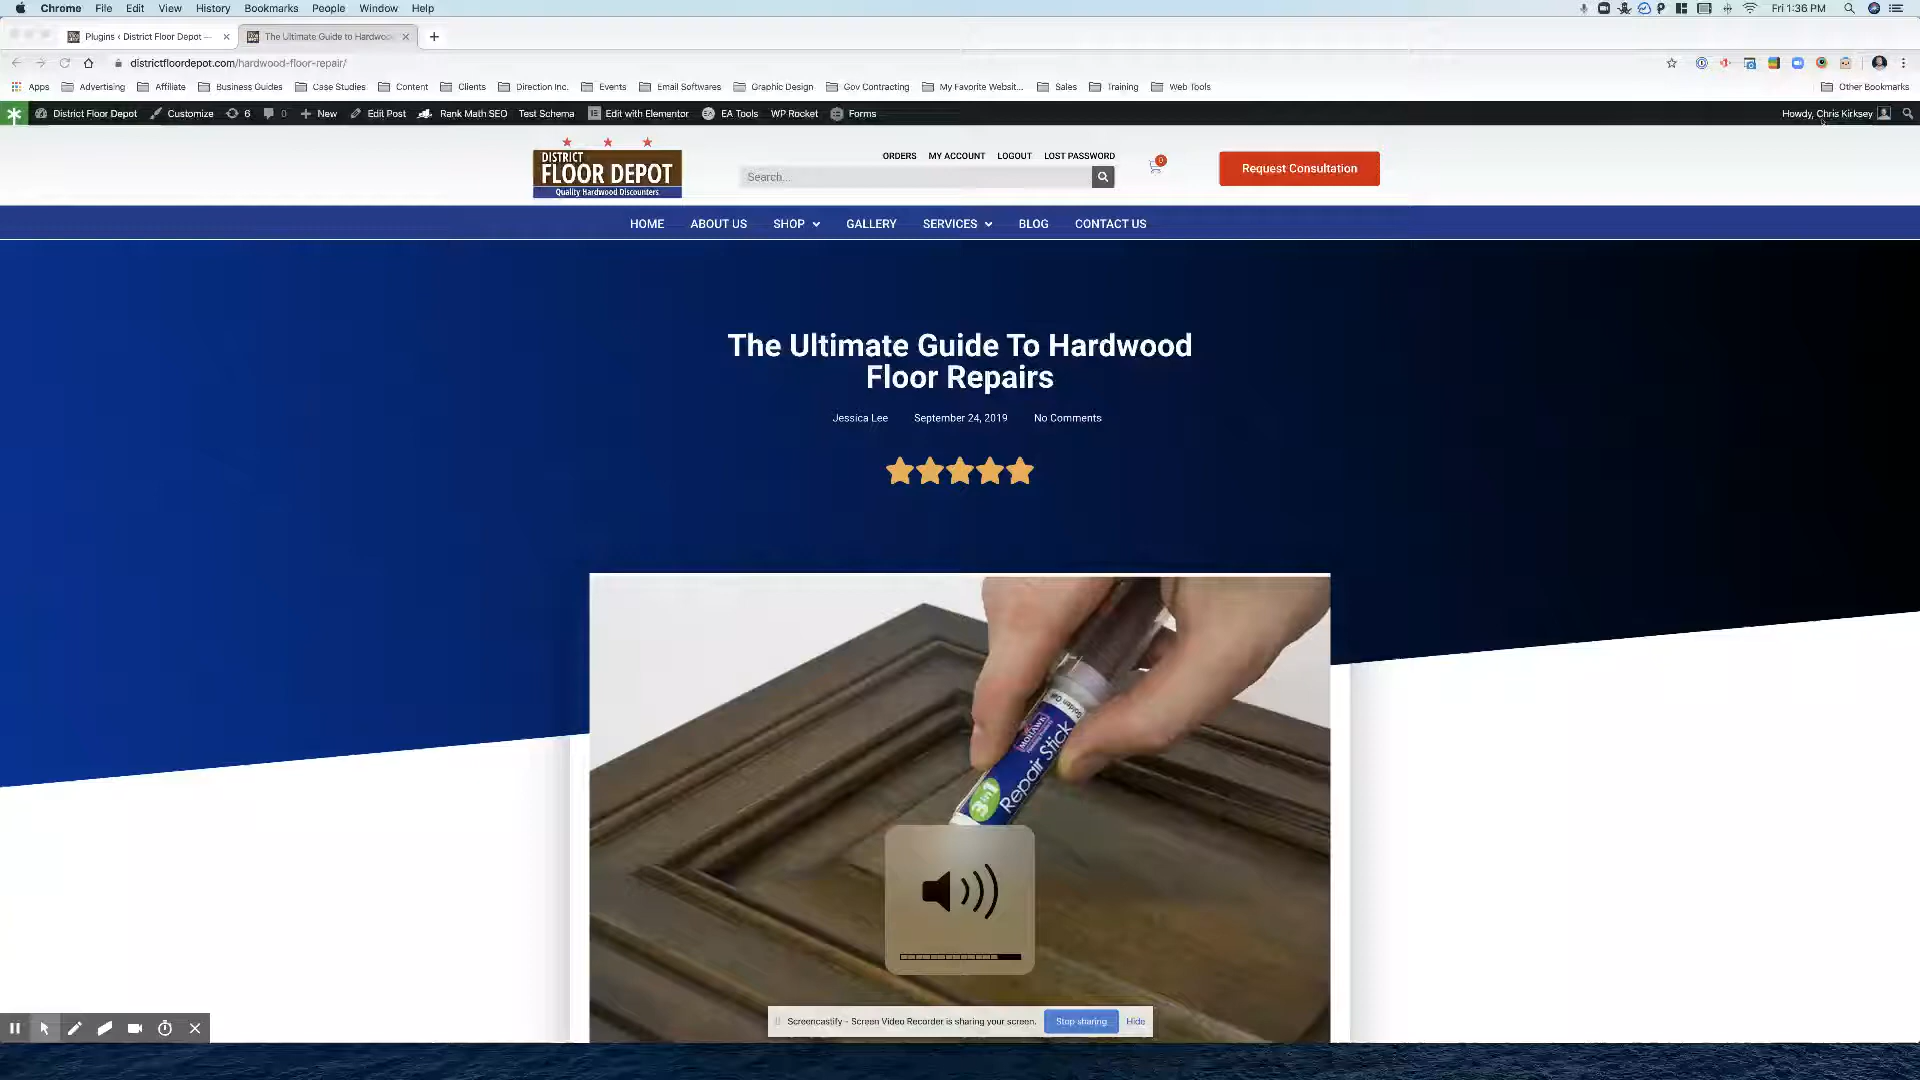 Chrome File Edit View History Bookmarks People Window Help Fri 1:36 PM
Plugins ‹ District Floor Depot — The Ultimate Guide to Hardwoo
districtfloordepot.com/hardwood-floor-repair/
Apps Advertising Affiliate Business Guides Case Studies Content Clients Direction Inc. Events Email Softwares Graphic Design Gov Contracting My Favorite Websit... Sales Training Web Tools Other Bookmarks
District Floor Depot Customize 6 0 New Edit Post Rank Math SEO Test Schema Edit with Elementor EA Tools WP Rocket Forms Howdy, Chris Kirksey
DISTRICT
FLOOR DEPOT
Quality Hardwood Discounters
ORDERS MY ACCOUNT LOGOUT LOST PASSWORD
Search...
0
Request Consultation
HOME ABOUT US SHOP GALLERY SERVICES BLOG CONTACT US
The Ultimate Guide To Hardwood
Floor Repairs
Jessica Lee September 24, 2019 No Comments
Golden Oak
MOHAWK
3in1
Repair Stick
Screencastify - Screen Video Recorder is sharing your screen. Stop sharing Hide